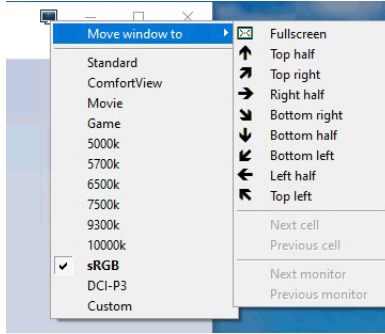 Move window to
Standard
ComfortView
Movie
Game
5000k
5700k
6500k
7500k
9300k
10000k
sRGB
DCI-P3
Custom
Fullscreen
Top half
Top right
Right half
Bottom right
Bottom half
Bottom left
Left half
Top left
Next cell
Previous cell
Next monitor
Previous monitor